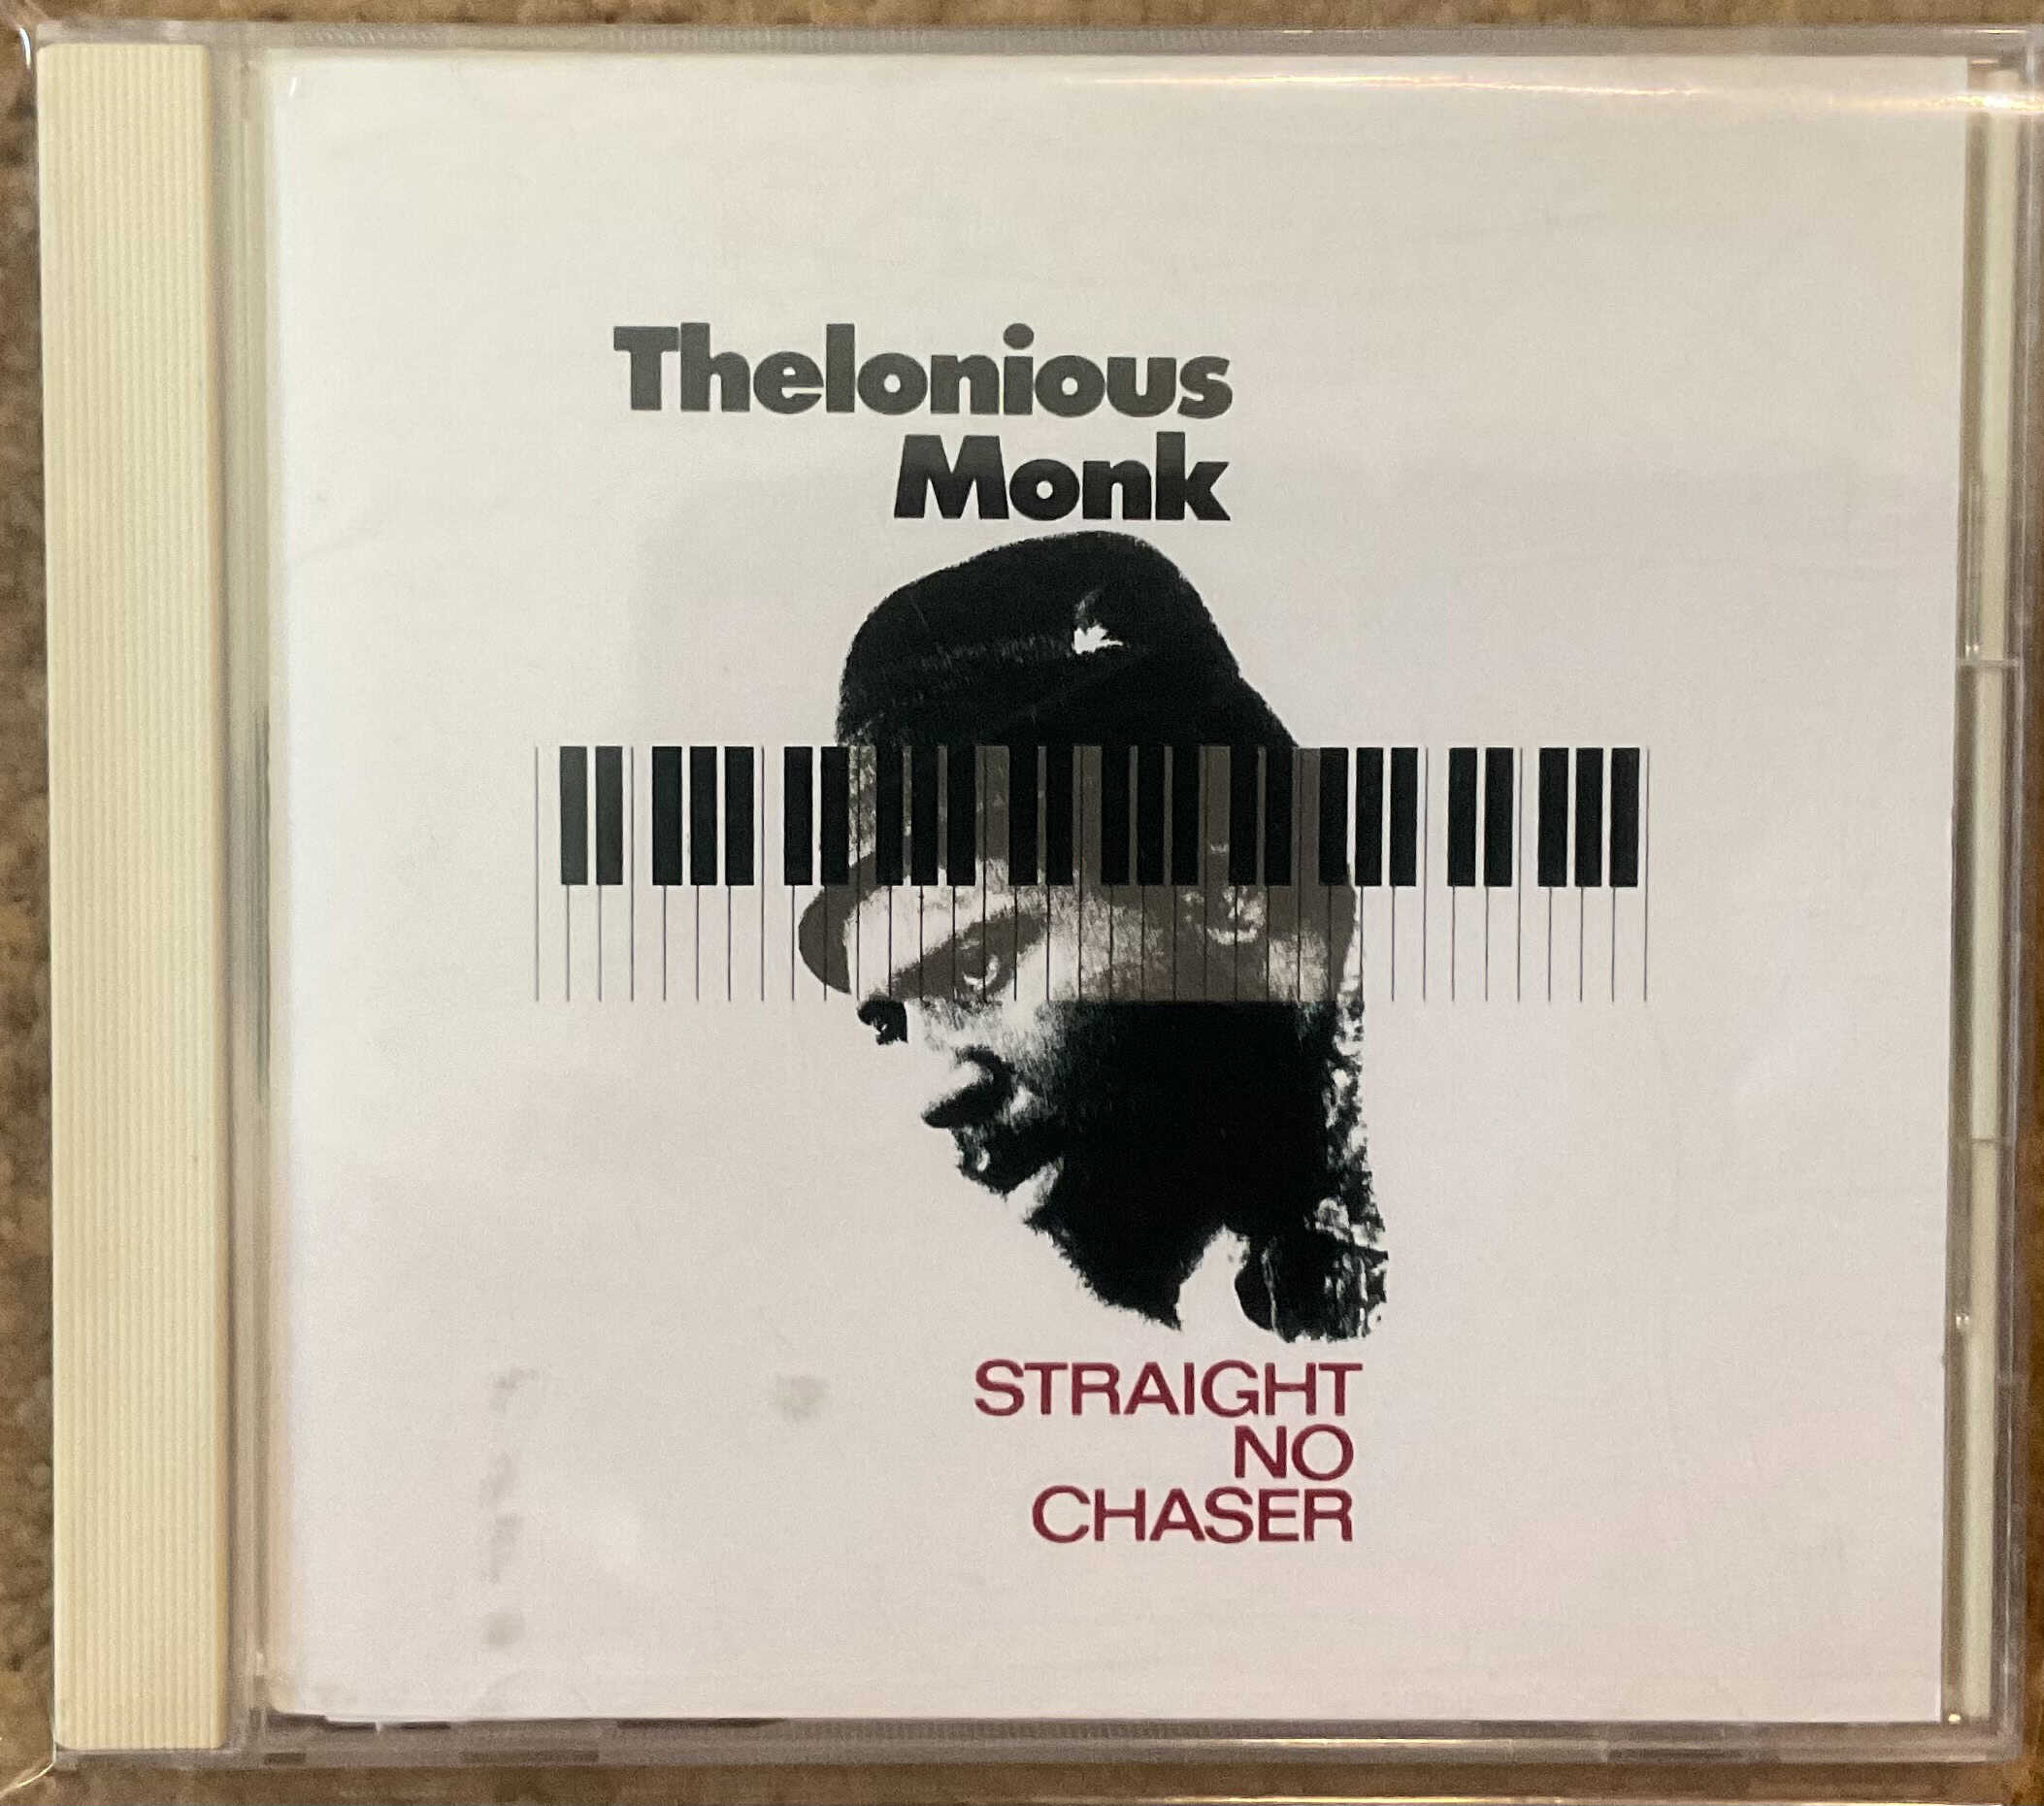 Thelonious
Monk
STRAIGHT
NO
CHASER